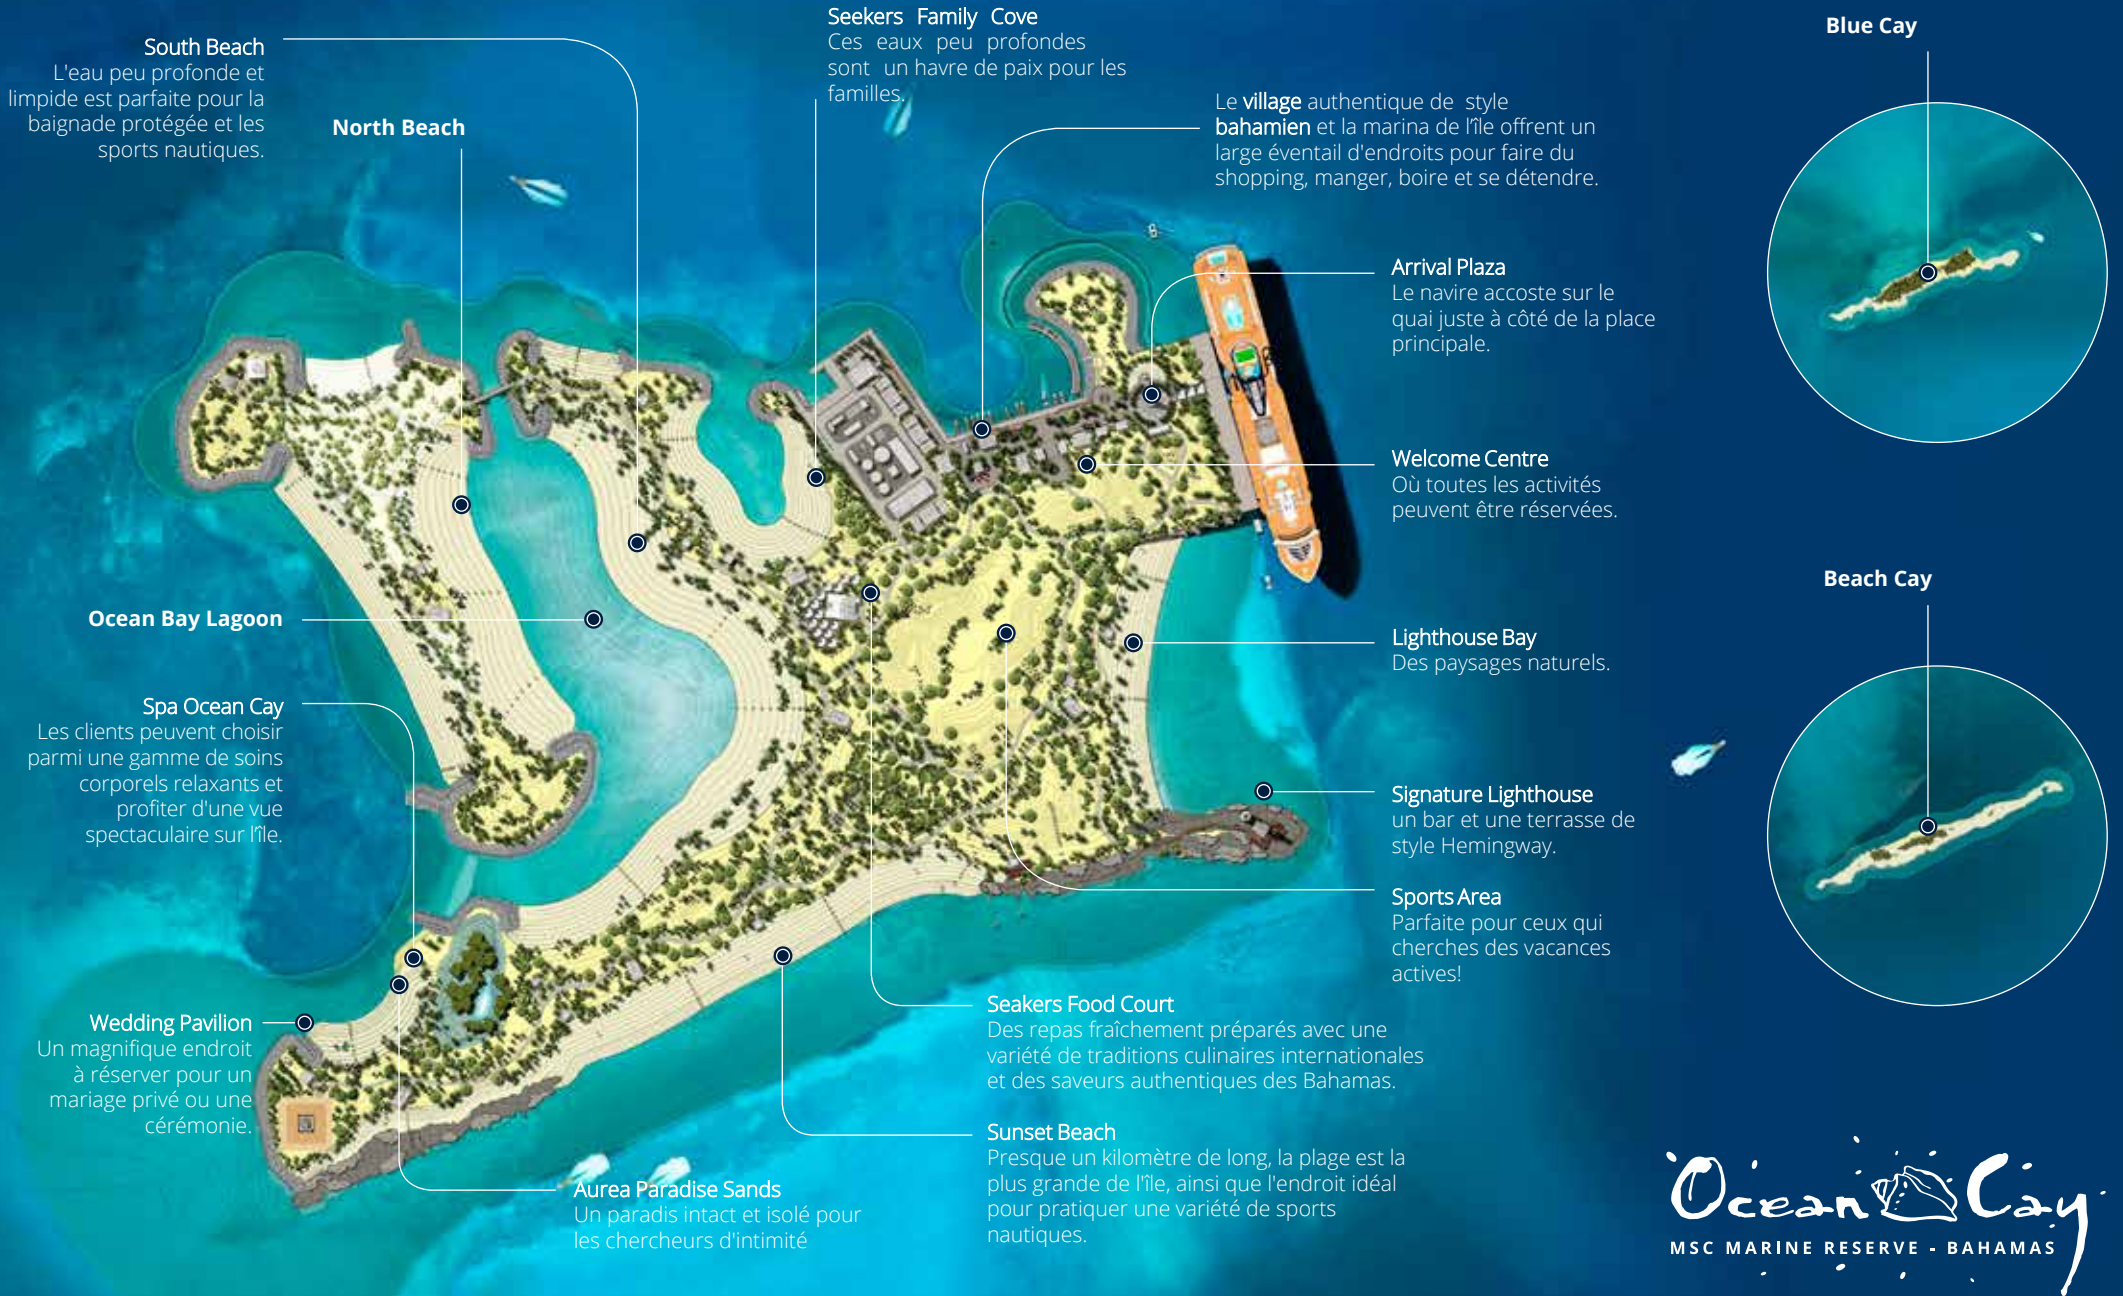 South Beach
L'eau peu profonde et
limpide est parfaite pour la
baignade protégée et les
sports nautiques.
North Beach
Seekers Family Cove
Ces eaux peu profondes
sont un havre de paix pour les
familles.
Le village authentique de style
bahamien et la marina de l'île offrent un
large éventail d'endroits pour faire du
shopping, manger, boire et se détendre.
Blue Cay
Arrival Plaza
Le navire accoste sur le
quai juste à côté de la place
principale.
Welcome Centre
Où toutes les activités
peuvent être réservées.
Beach Cay
Ocean Bay Lagoon
Lighthouse Bay
Des paysages naturels.
Spa Ocean Cay
Les clients peuvent choisir
parmi une gamme de soins
corporels relaxants et
profiter d'une vue
spectaculaire sur l'île.
Signature Lighthouse
un bar et une terrasse de
style Hemingway.
Sports Area
Parfaite pour ceux qui
cherches des vacances
actives!
Wedding Pavilion
Un magnifique endroit
à réserver pour un
mariage privé ou une
cérémonie.
Seakers Food Court
Des repas fraîchement préparés avec une
variété de traditions culinaires internationales
et des saveurs authentiques des Bahamas.
Sunset Beach
Presque un kilomètre de long, la plage est la
plus grande de l'île, ainsi que l'endroit idéal
pour pratiquer une variété de sports
nautiques.
Aurea Paradise Sands
Un paradis intact et isolé pour
les chercheurs d'intimité
Ocean Cay
MSC MARINE RESERVE - BAHAMAS